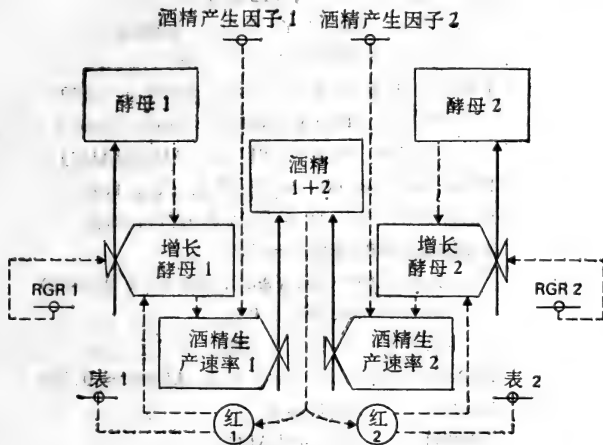 酒精产生因子1
酒精产生因子2
酵母1
酵母2
酒精
1+2
增长
酵母1
增长
酵母2
RGR 1
RGR 2
酒精生
产速率1
酒精生
产速率2
表1
表2
红
1
红
2